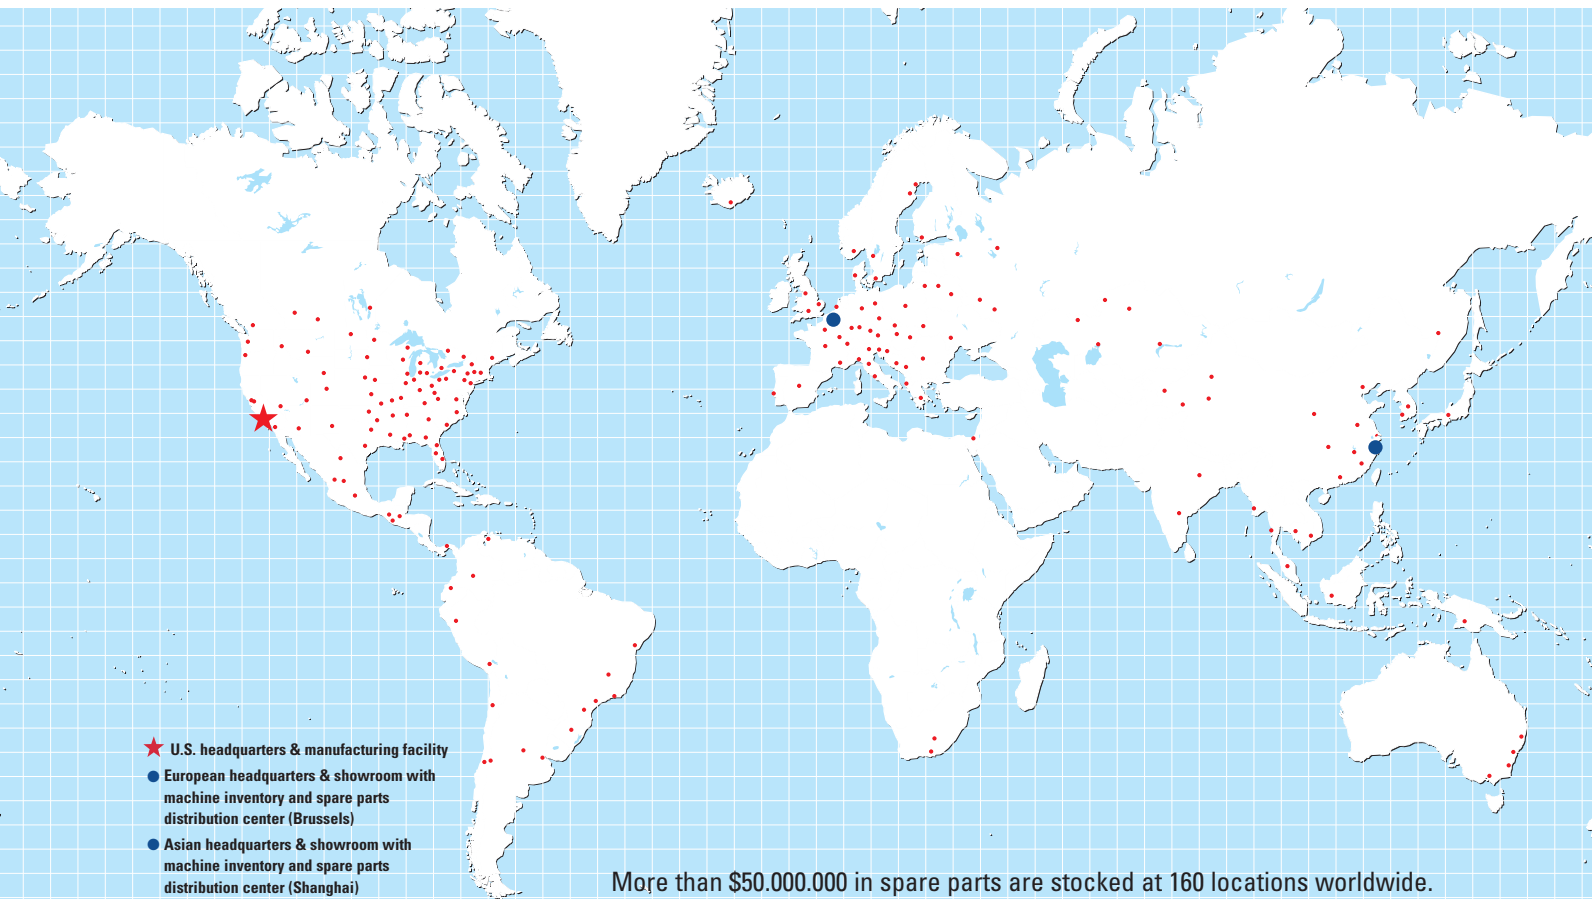 U.S. headquarters & manufacturing facility
European headquarters & showroom with
machine inventory and spare parts
distribution center (Brussels)
Asian headquarters & showroom with
machine inventory and spare parts
distribution center (Shanghai)
More than $50.000.000 in spare parts are stocked at 160 locations worldwide.